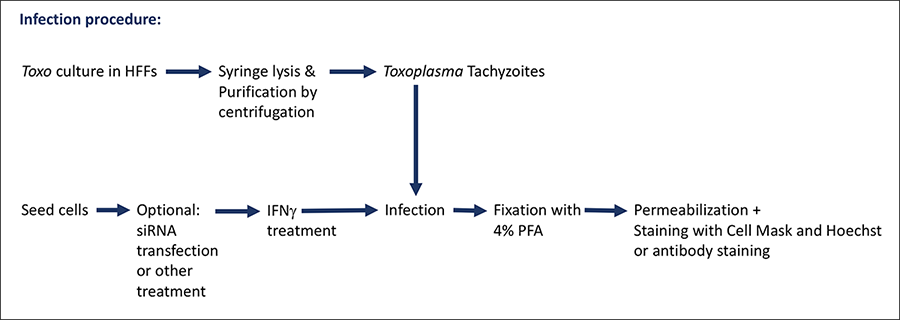 Infection procedure:
Toxo culture in HFFs
Syringe lysis &
Purification by
centrifugation
Toxoplasma Tachyzoites
Seed cells
Optional:
siRNA
transfection
or other
treatment
IFNγ
treatment
Infection
Fixation with
4% PFA
Permeabilization +
Staining with Cell Mask and Hoechst
or antibody staining